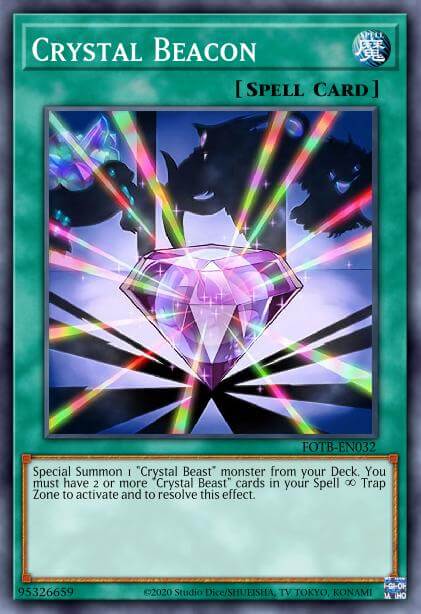 Crystal Beacon
魔
SPELL
[ Spell Card ]
FOTB-EN032
Special Summon 1 "Crystal Beast" monster from your Deck. You
must have 2 or more "Crystal Beast" cards in your Spell ∞ Trap
Zone to activate and to resolve this effect.
95326659
©2020 Studio Dice/SHUEISHA, TV TOKYO, KONAMI